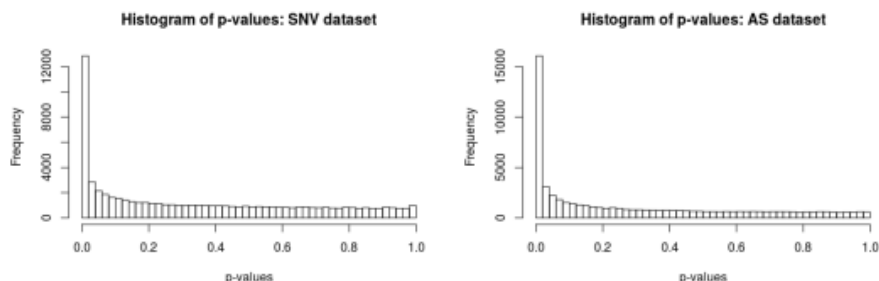 Histogram of p-values: SNV dataset
Frequency
12000
8000
4000
0
0.0 0.2 0.4 0.6 0.8 1.0
p-values
Histogram of p-values: AS dataset
Frequency
15000
10000
5000
0
0.0 0.2 0.4 0.6 0.8 1.0
p-values